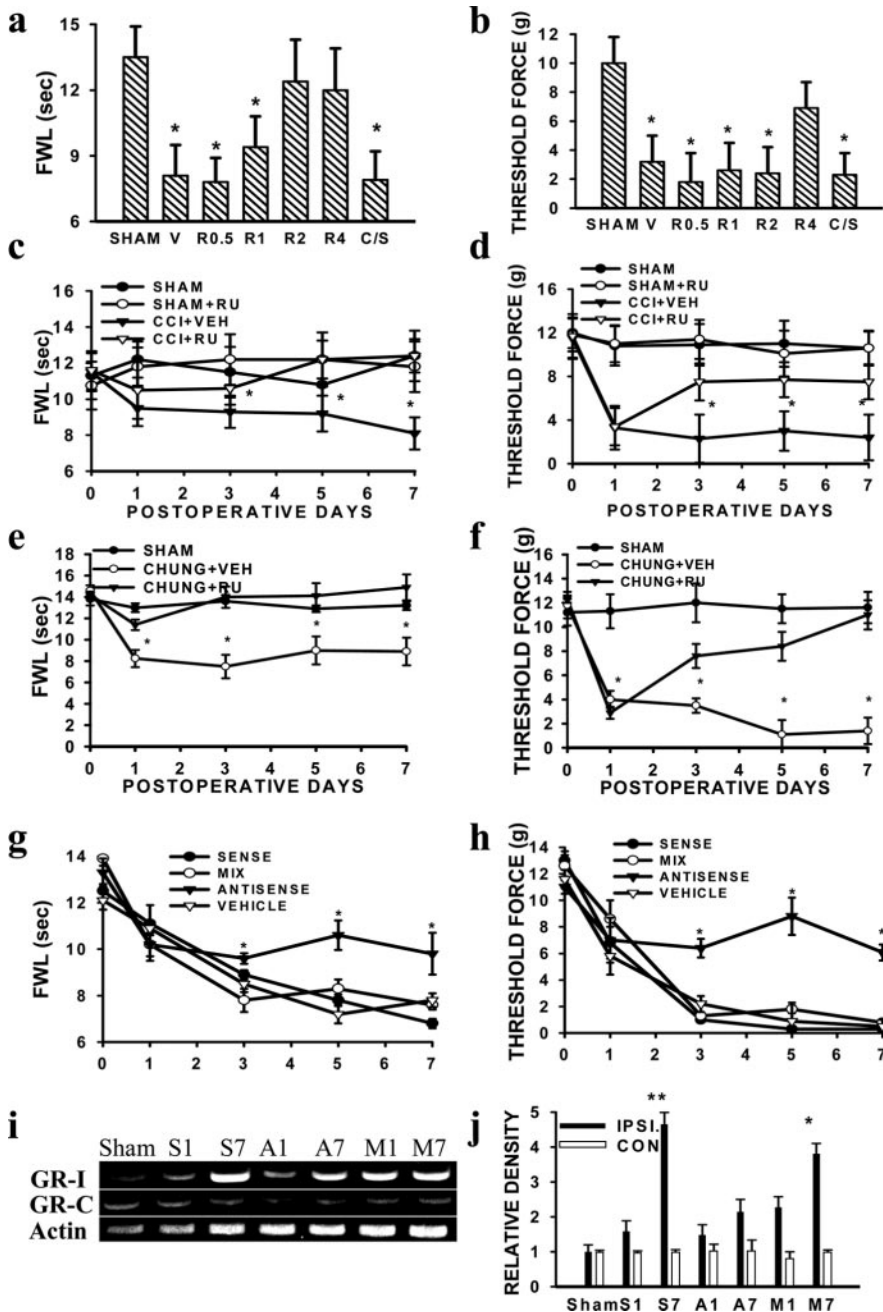 a
b
15
12
9
6
FWL (sec)
* * * *
SHAM V R0.5 R1 R2 R4 C/S
12
10
8
6
4
2
0
THRESHOLD FORCE (g)
* * * * *
SHAM V R0.5 R1 R2 R4 C/S
c
d
16
14
12
10
8
6
FWL (sec)
SHAM
SHAM+RU
CCI+VEH
CCI+RU
* * *
0 1 2 3 4 5 6 7
POSTOPERATIVE DAYS
16
12
8
4
0
THRESHOLD FORCE (g)
SHAM
SHAM+RU
CCI+VEH
CCI+RU
* * *
0 1 2 3 4 5 6 7
POSTOPERATIVE DAYS
e
f
18
16
14
12
10
8
6
4
2
0
FWL (sec)
SHAM
CHUNG+VEH
CHUNG+RU
* * * *
0 1 2 3 4 5 6 7
POSTOPERATIVE DAYS
16
14
12
10
8
6
4
2
0
THRESHOLD FORCE (g)
SHAM
CHUNG+VEH
CHUNG+RU
* * * *
0 1 2 3 4 5 6 7
POSTOPERATIVE DAYS
g
h
14
12
10
8
6
FWL (sec)
SENSE
MIX
ANTISENSE
VEHICLE
* * *
0 1 2 3 4 5 6 7
14
12
10
8
6
4
2
0
THRESHOLD FORCE (g)
SENSE
MIX
ANTISENSE
VEHICLE
* * *
0 1 2 3 4 5 6 7
i
Sham S1 S7 A1 A7 M1 M7
GR-I
GR-C
Actin
j
5
4
3
2
1
0
RELATIVE DENSITY
IPSI.
CON
** *
Sham S1 S7 A1 A7 M1 M7